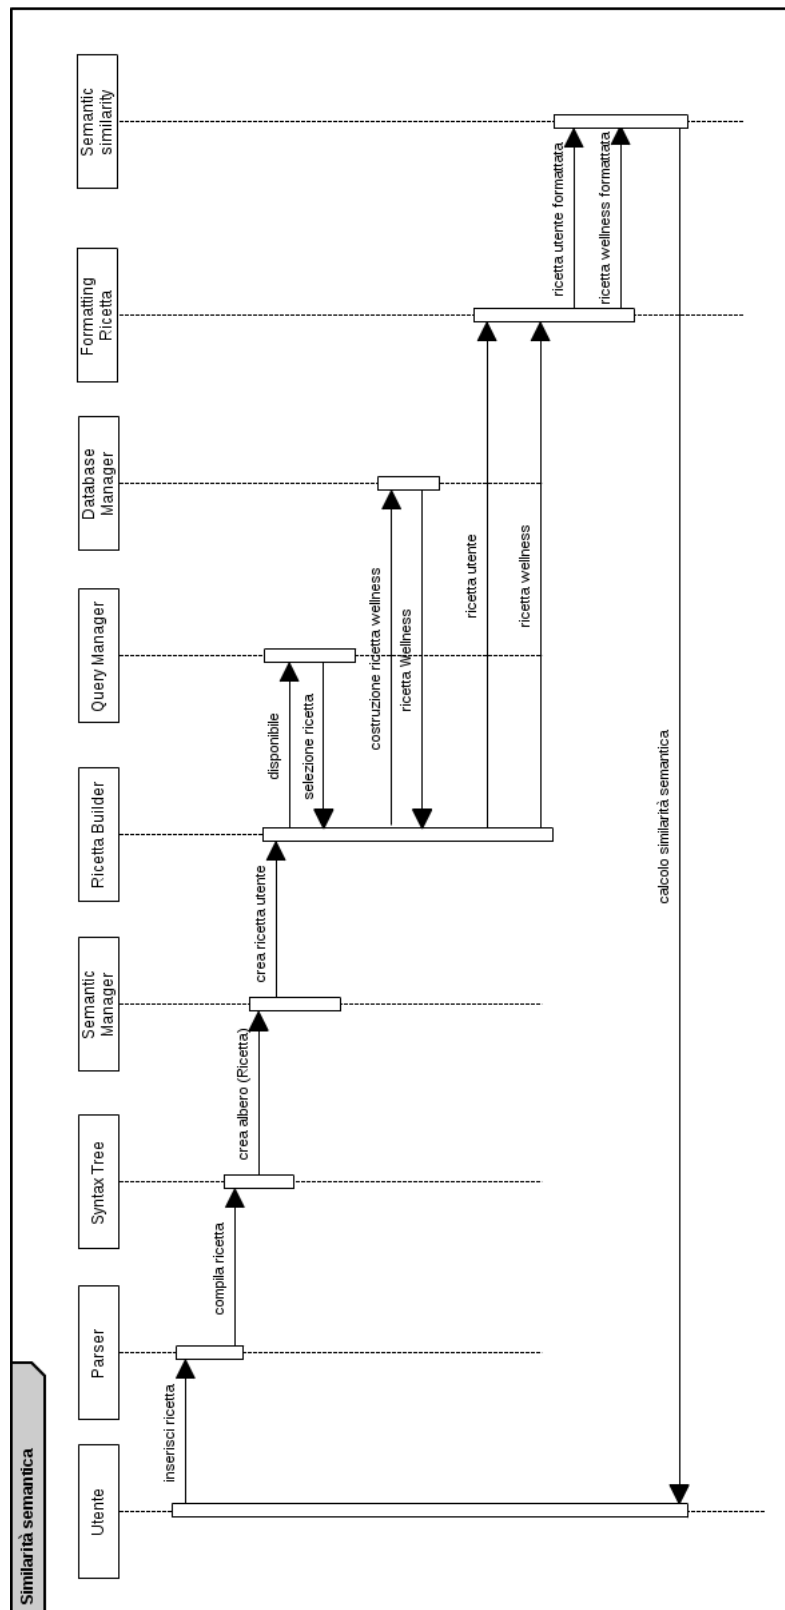 Similarità semantica
Utente
Parser
Syntax Tree
Semantic
Manager
Ricetta Builder
Query Manager
Database
Manager
Formatting
Ricetta
Semantic
similarity
inserisci ricetta
compila ricetta
crea albero (Ricetta)
crea ricetta utente
disponibile
selezione ricetta
costruzione ricetta wellness
ricetta Wellness
ricetta utente
ricetta wellness
ricetta utente formattata
ricetta wellness formattata
calcolo similarità semantica